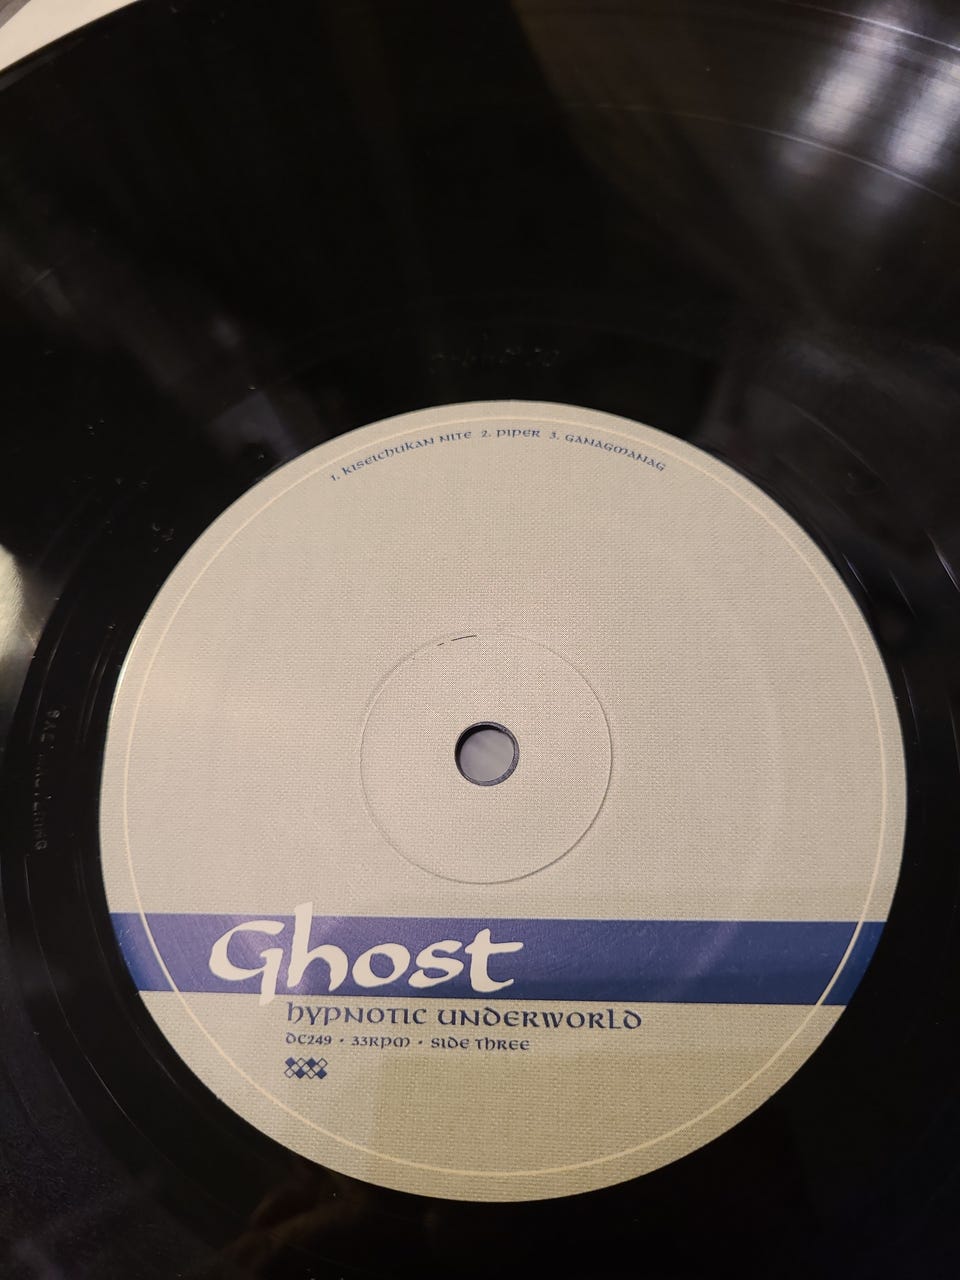 1. KISEICHUKAN NITE 2. PIPER 3. GANAGMANAG
Ghost
HYPNOTIC UNDERWORLD
DC249 • 33RPM • SIDE THREE